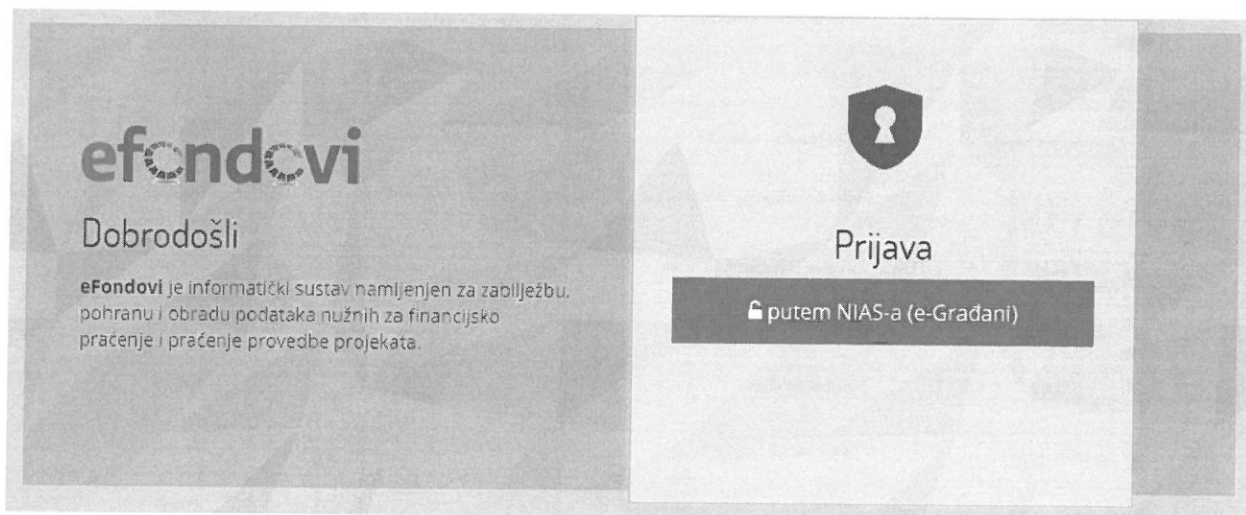 efondovi
Dobrodošli
eFondovi je informatički sustav namijenjen za zabilježbu,
pohranu i obradu podataka nužnih za financijsko
praćenje i praćenje provedbe projekata.
Prijava
putem NIAS-a (e-Građani)